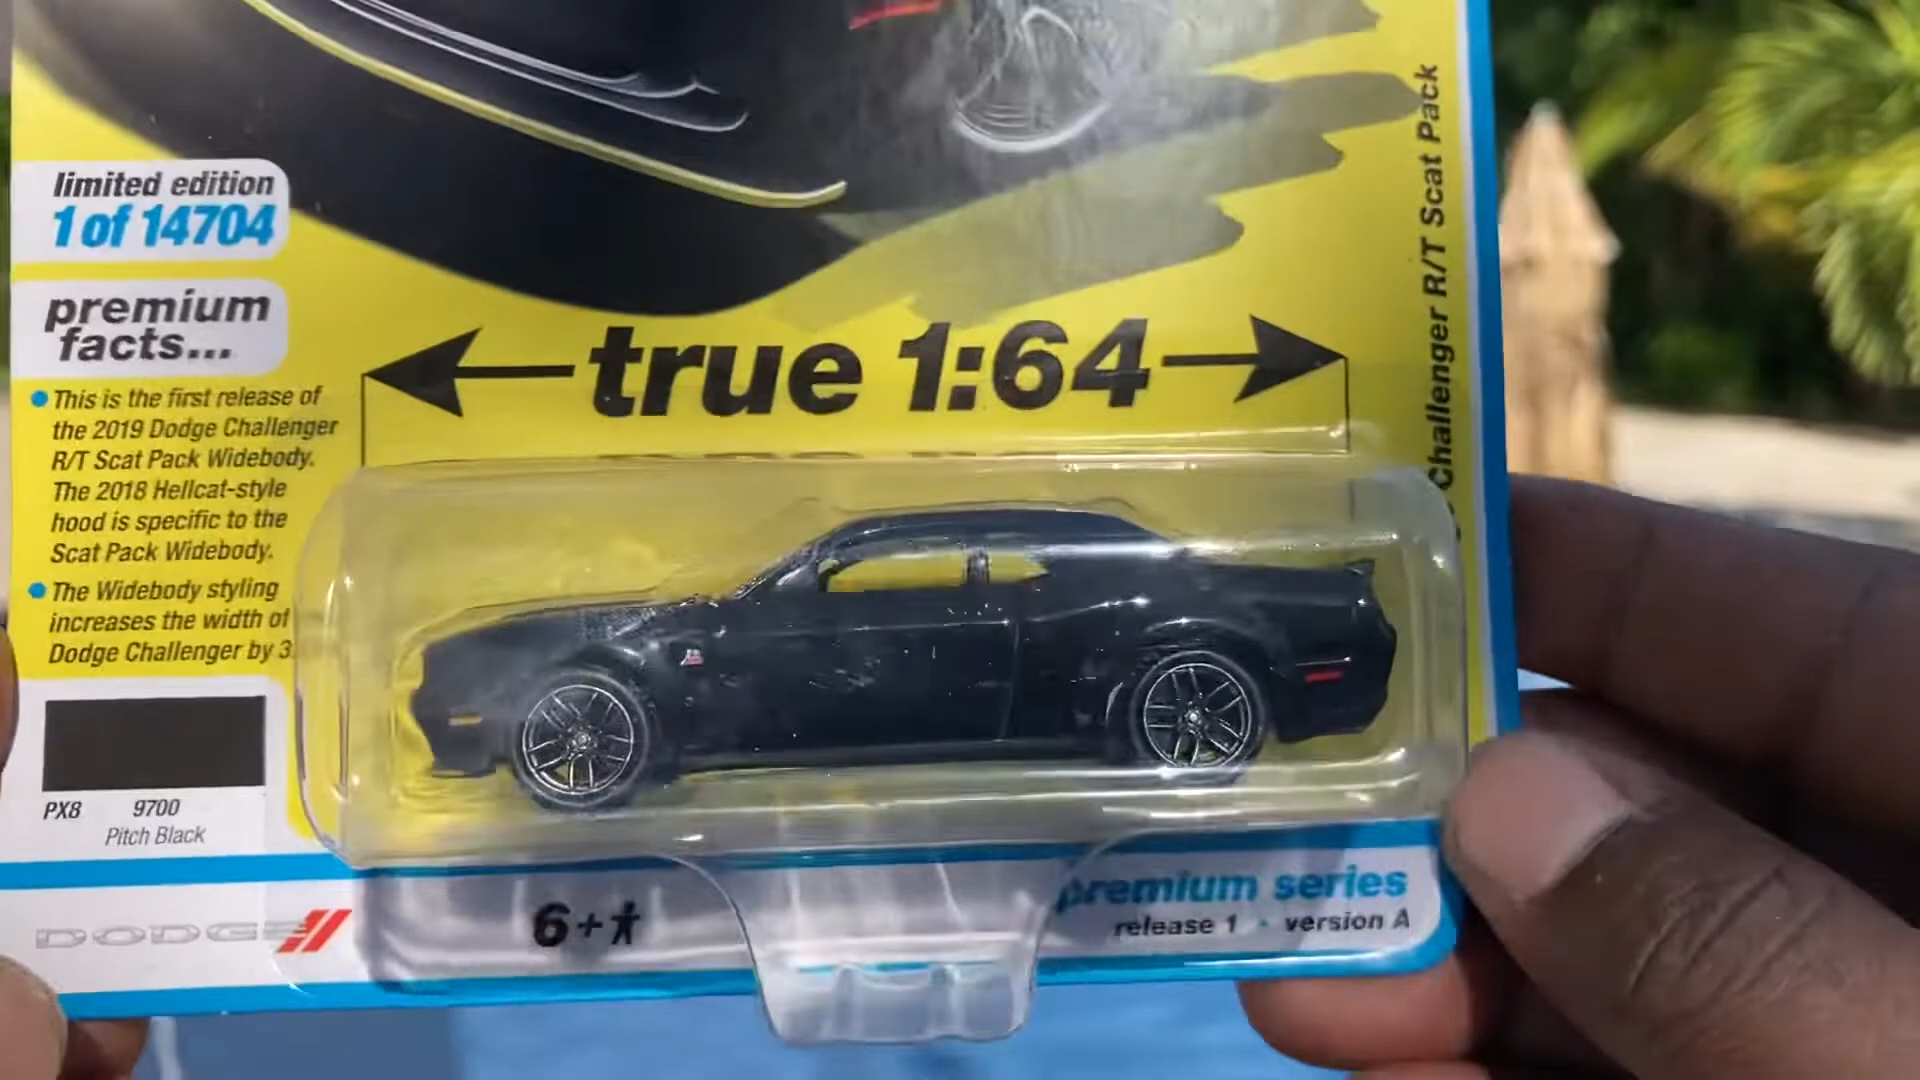 limited edition
1 of 14704
premium
facts...
This is the first release of
the 2019 Dodge Challenger
R/T Scat Pack Widebody.
The 2018 Hellcat-style
hood is specific to the
Scat Pack Widebody.
The Widebody styling
increases the width of
Dodge Challenger by 3
PX8 9700
Pitch Black
DODGE
true 1:64
6+
premium series
release 1 • version A
Challenger R/T Scat Pack